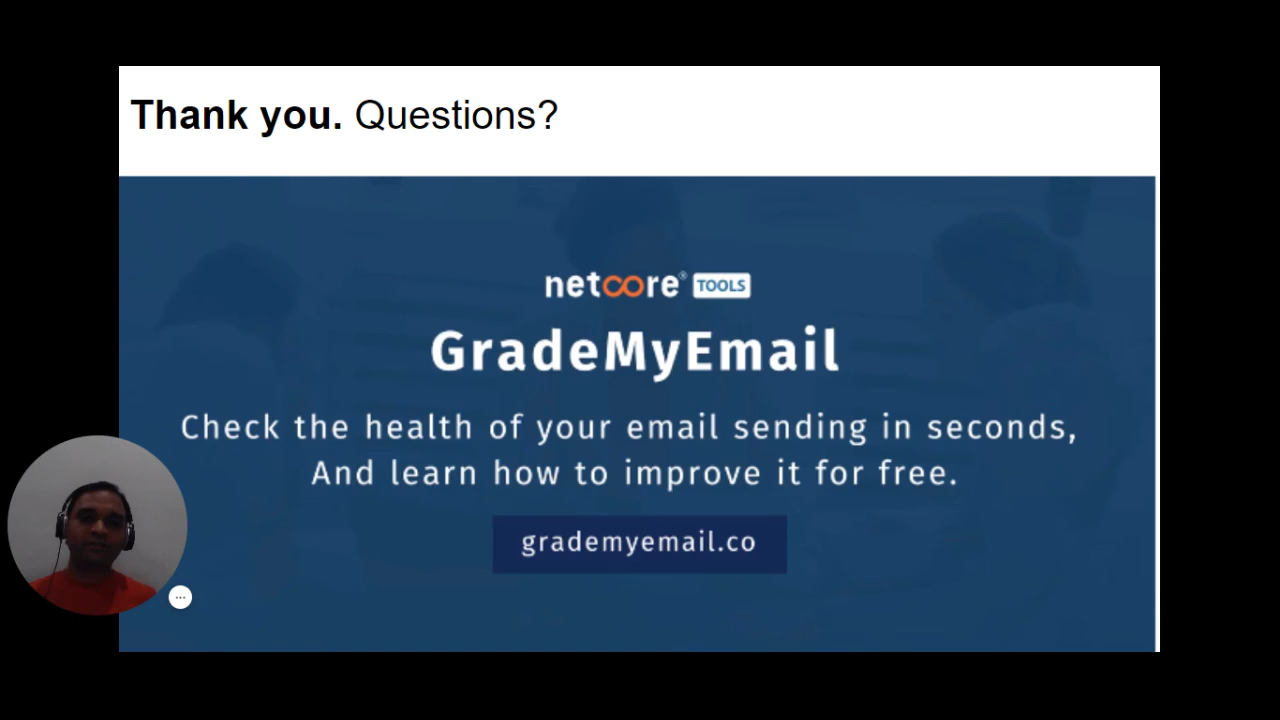 Thank you. Questions?
netcore® TOOLS
GradeMyEmail
Check the health of your email sending in seconds,
And learn how to improve it for free.
grademyemail.co